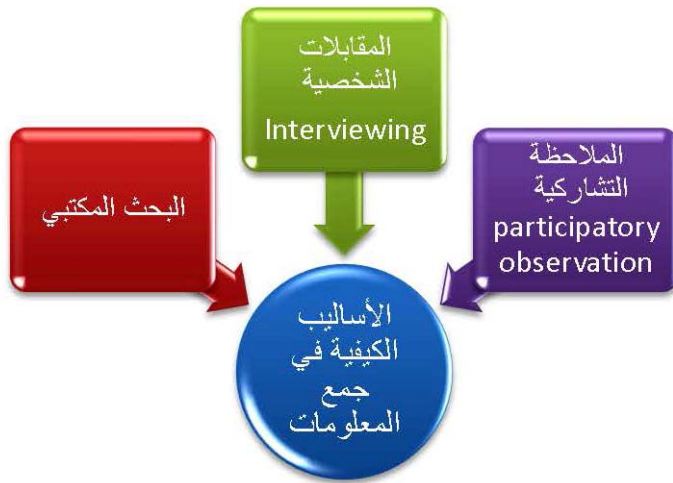 المقابلات
الشخصية
Interviewing
الملاحظة
التشاركية
participatory
observation
البحث المكتبي
الأساليب
الكيفية في
جمع
المعلومات